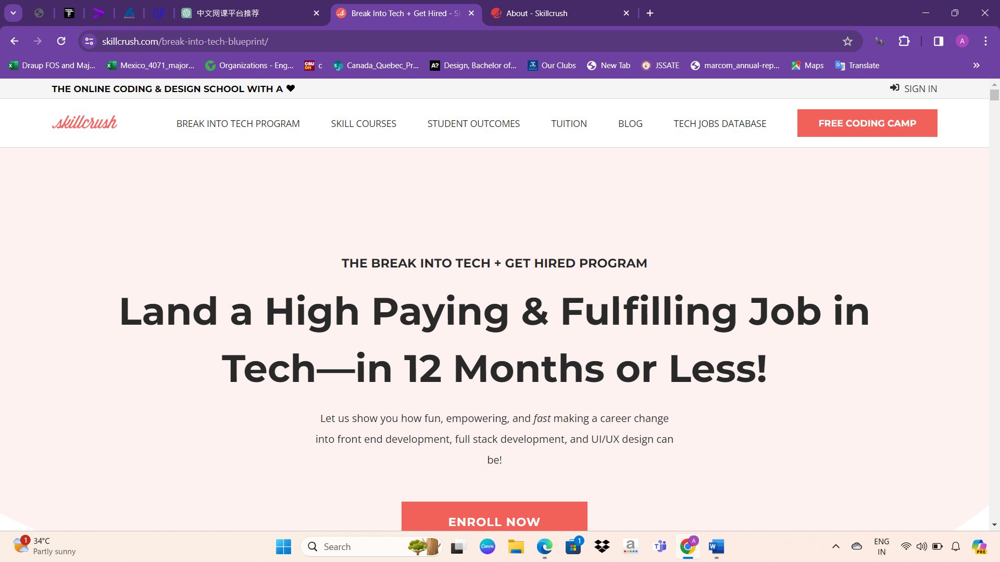 中文网课平台推荐
Break Into Tech + Get Hired - S
About - Skillcrush
skillcrush.com/break-into-tech-blueprint/
A
Draup FOS and Maj...
Mexico_4071_major...
Organizations - Eng...
c
Canada_Quebec_Pr...
Design, Bachelor of...
Our Clubs
New Tab
JSSATE
marcom_annual-rep...
Maps
Translate
THE ONLINE CODING & DESIGN SCHOOL WITH A ♥
SIGN IN
skillcrush
BREAK INTO TECH PROGRAM
SKILL COURSES
STUDENT OUTCOMES
TUITION
BLOG
TECH JOBS DATABASE
FREE CODING CAMP
THE BREAK INTO TECH + GET HIRED PROGRAM
Land a High Paying & Fulfilling Job in
Tech—in 12 Months or Less!
Let us show you how fun, empowering, and fast making a career change
into front end development, full stack development, and UI/UX design can
be!
ENROLL NOW
1
34°C
Partly sunny
Search
Canva
1
A
ENG
IN
PRE